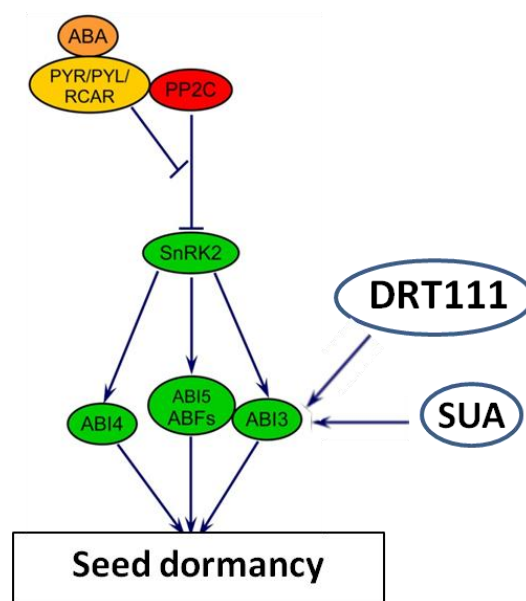 ABA
PYR/PYL/
RCAR
PP2C
SnRK2
DRT111
ABI5
ABFs
ABI4
ABI3
SUA
Seed dormancy